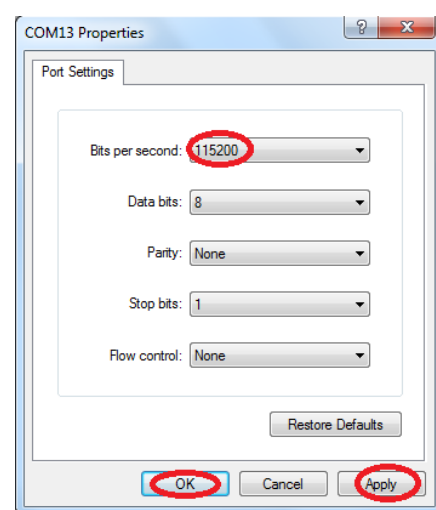 COM13 Properties
Port Settings
Bits per second: 115200
Data bits: 8
Parity: None
Stop bits: 1
Flow control: None
Restore Defaults
OK Cancel Apply